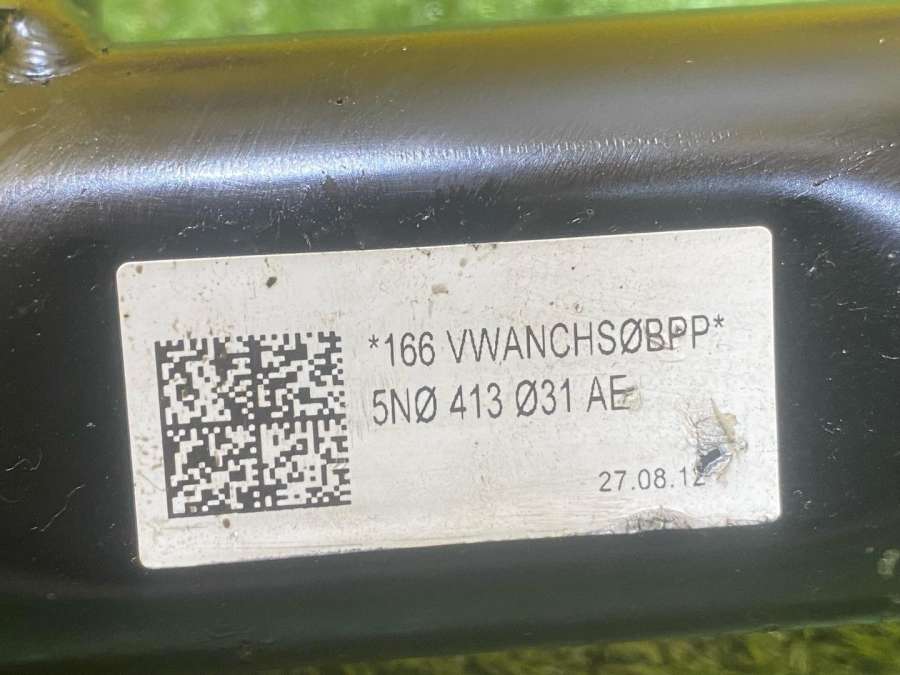 *166 VWANCHSØBPP*
5NØ 413 Ø31 AE
27.08.12